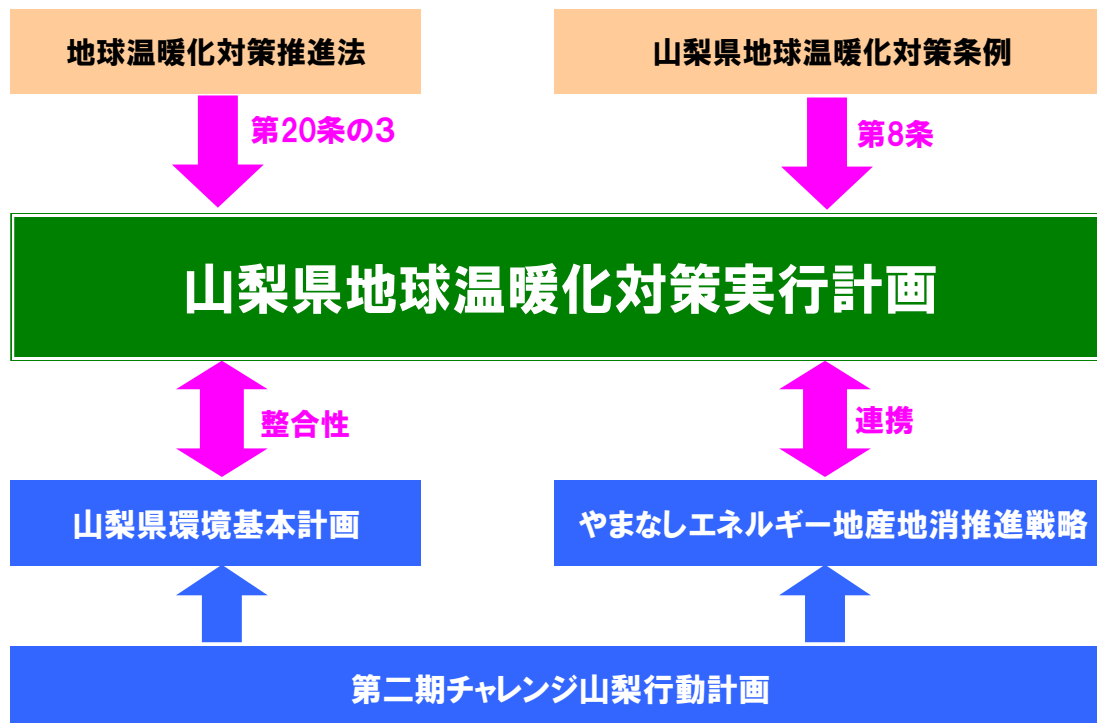 地球温暖化対策推進法
山梨県地球温暖化対策条例
第20条の3
第8条
山梨県地球温暖化対策実行計画
整合性
連携
山梨県環境基本計画
やまなしエネルギー地産地消推進戦略
第二期チャレンジ山梨行動計画